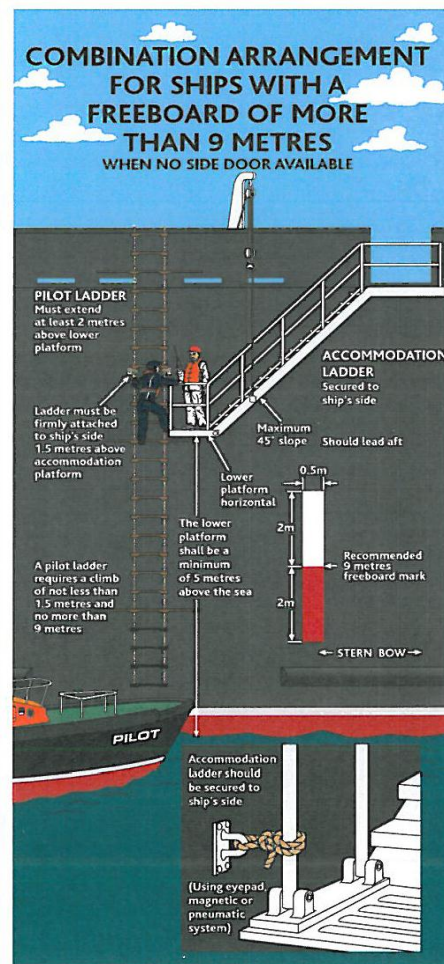 COMBINATION ARRANGEMENT
FOR SHIPS WITH A
FREEBOARD OF MORE
THAN 9 METRES
WHEN NO SIDE DOOR AVAILABLE
PILOT LADDER
Must extend
at least 2 metres
above lower
platform
ACCOMMODATION
LADDER
Secured to
ship's side
Ladder must be
firmly attached
to ship's side
1.5 metres above
accommodation
platform
Maximum
45° slope
Should lead aft
Lower
platform
horizontal
0.5m
2m
2m
The lower
platform
shall be a
minimum
of 5 metres
above the sea
Recommended
9 metres
freeboard mark
A pilot ladder
requires a climb
of not less than
1.5 metres and
no more than
9 metres
STERN BOW
PILOT
Accommodation
ladder should
be secured to
ship's side
(Using eyepad,
magnetic or
pneumatic
system)